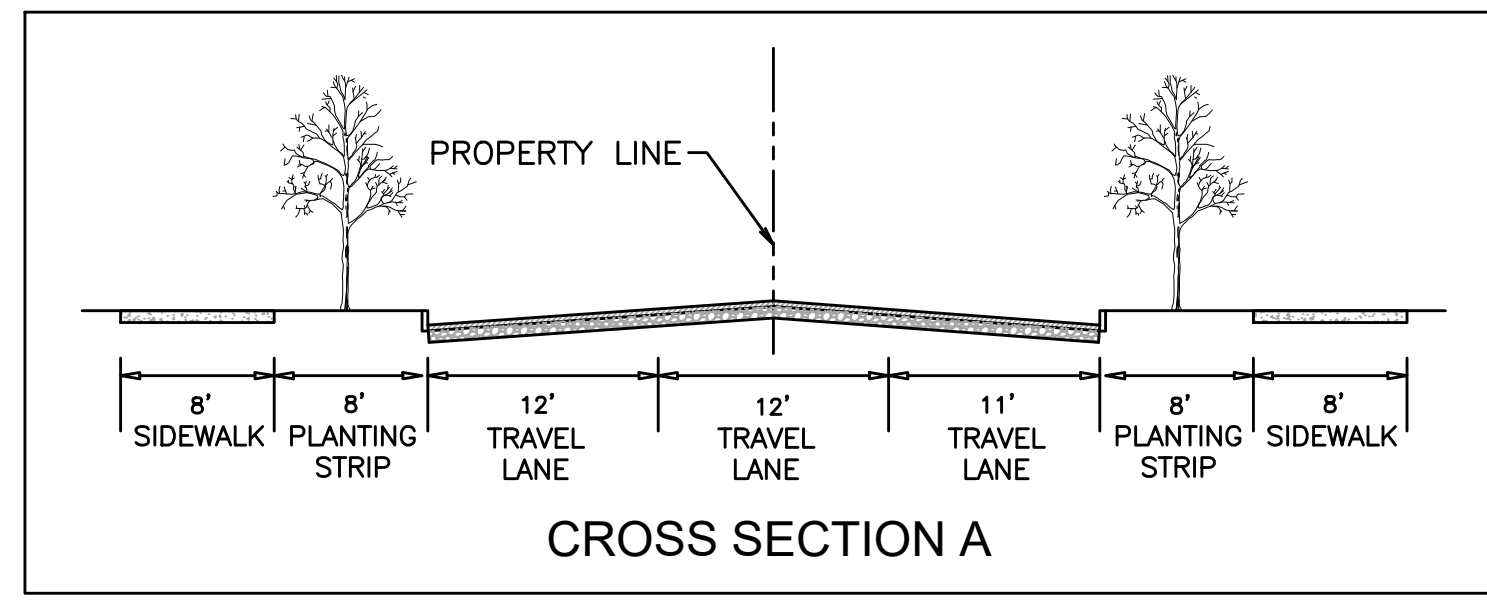 PROPERTY LINE
8' 8' 12' 12' 11' 8' 8'
SIDEWALK PLANTING TRAVEL TRAVEL TRAVEL PLANTING SIDEWALK
STRIP LANE LANE LANE STRIP
CROSS SECTION A